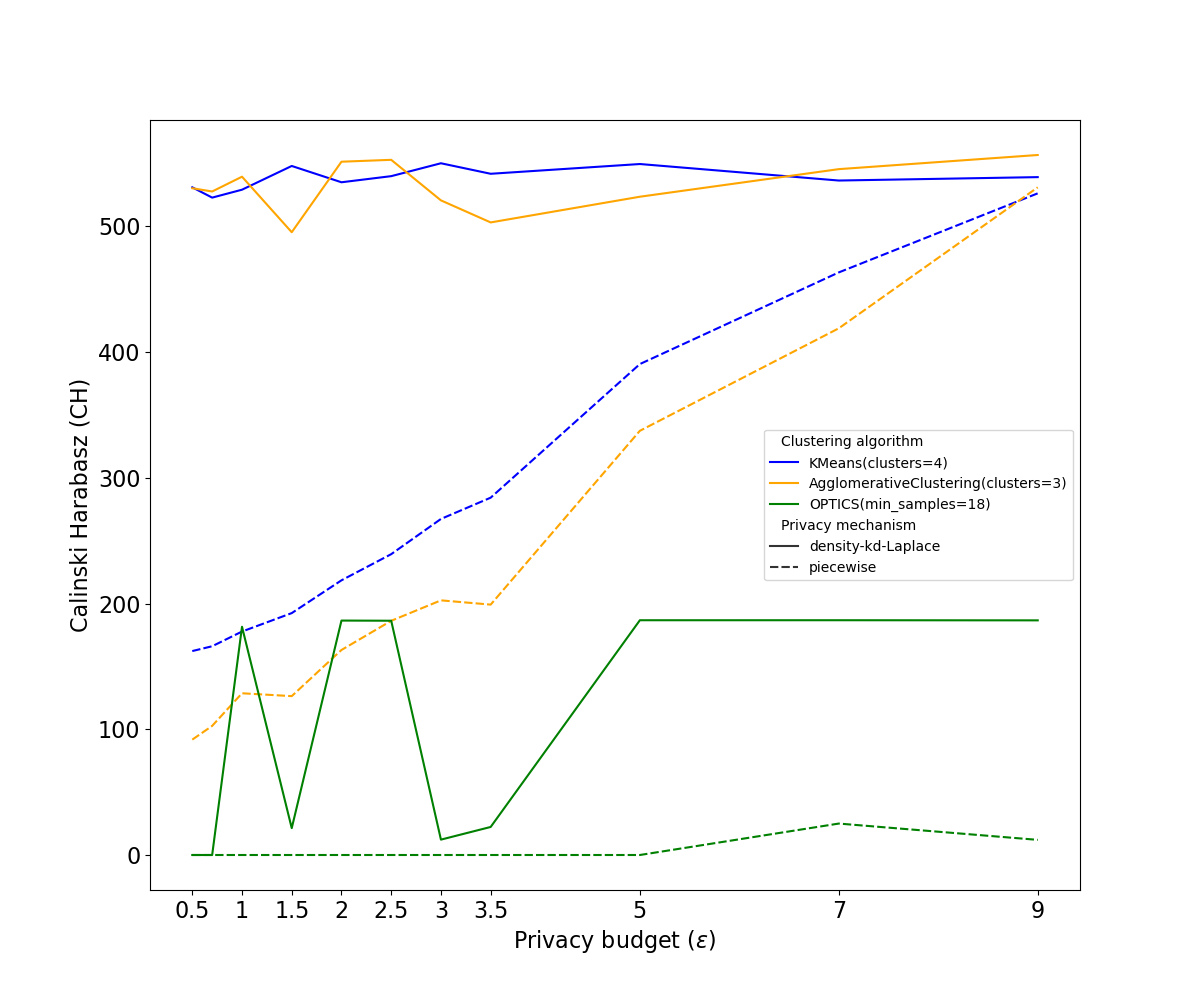 500
400
300
200
100
0
Calinski Harabasz (CH)
Clustering algorithm
KMeans(clusters=4)
AgglomerativeClustering(clusters=3)
OPTICS(min_samples=18)
Privacy mechanism
density-kd-Laplace
piecewise
0.5 1 1.5 2 2.5 3 3.5 5 7 9
Privacy budget (ε)